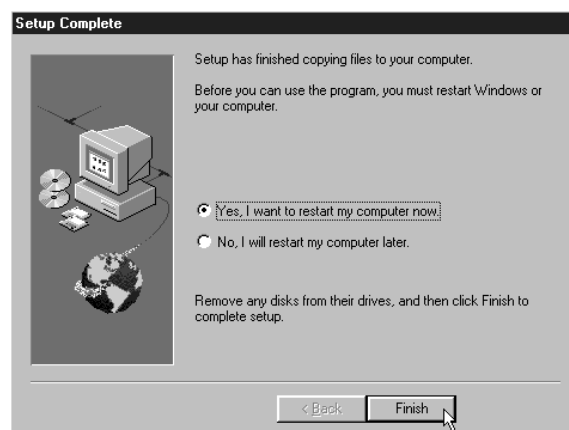 Setup Complete
Setup has finished copying files to your computer.
Before you can use the program, you must restart Windows or
your computer.
Yes, I want to restart my computer now.
No, I will restart my computer later.
Remove any disks from their drives, and then click Finish to
complete setup.
< Back
Finish